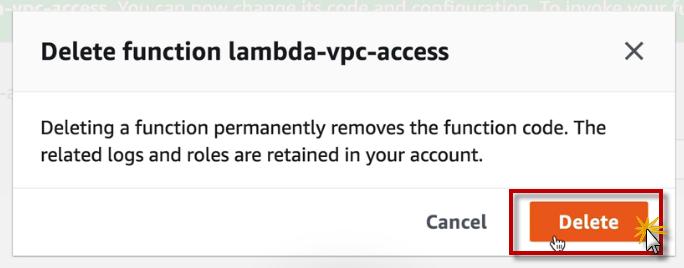 -vpc-access. You can now change its code and configuration. To invoke your fu
Delete function lambda-vpc-access
Deleting a function permanently removes the function code. The
related logs and roles are retained in your account.
Cancel Delete